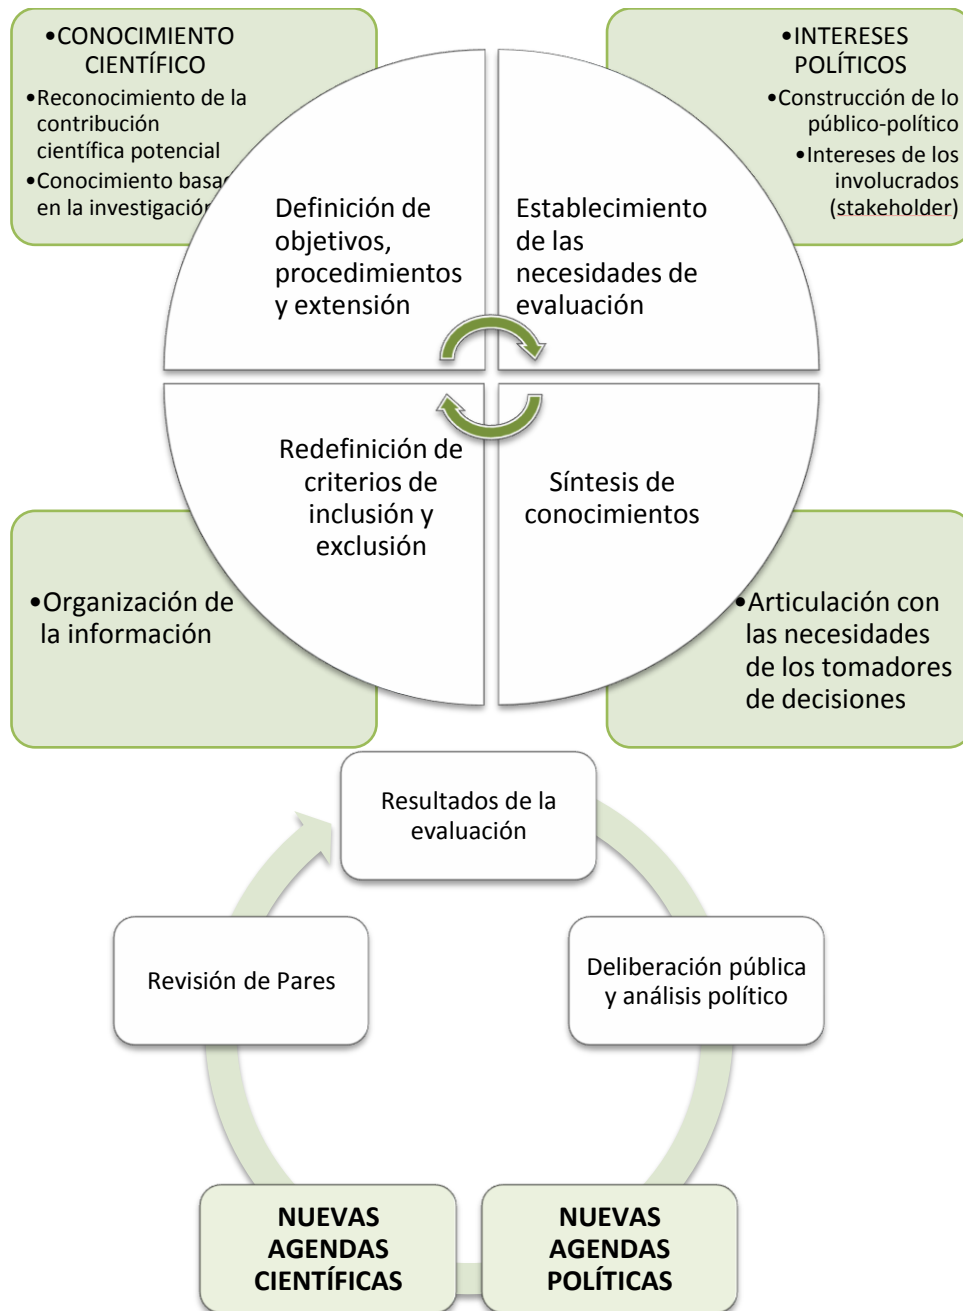 •CONOCIMIENTO
CIENTÍFICO
•Reconocimiento de la
contribución
científica potencial
•Conocimiento
en la investigación
•INTERESES
POLÍTICOS
•Construcción de lo
público-político
•Intereses de los
involucrados
(stakeholder)
Definición de
objetivos,
procedimientos
y extensión
Establecimiento
de las
necesidades de
evaluación
Redefinición de
criterios de
inclusión y
exclusión
Síntesis de
conocimientos
•Organización de
la información
•Articulación con
las necesidades
de los tomadores
de decisiones
Resultados de la
evaluación
Revisión de Pares
Deliberación pública
y análisis político
NUEVAS
AGENDAS
CIENTÍFICAS
NUEVAS
AGENDAS
POLÍTICAS